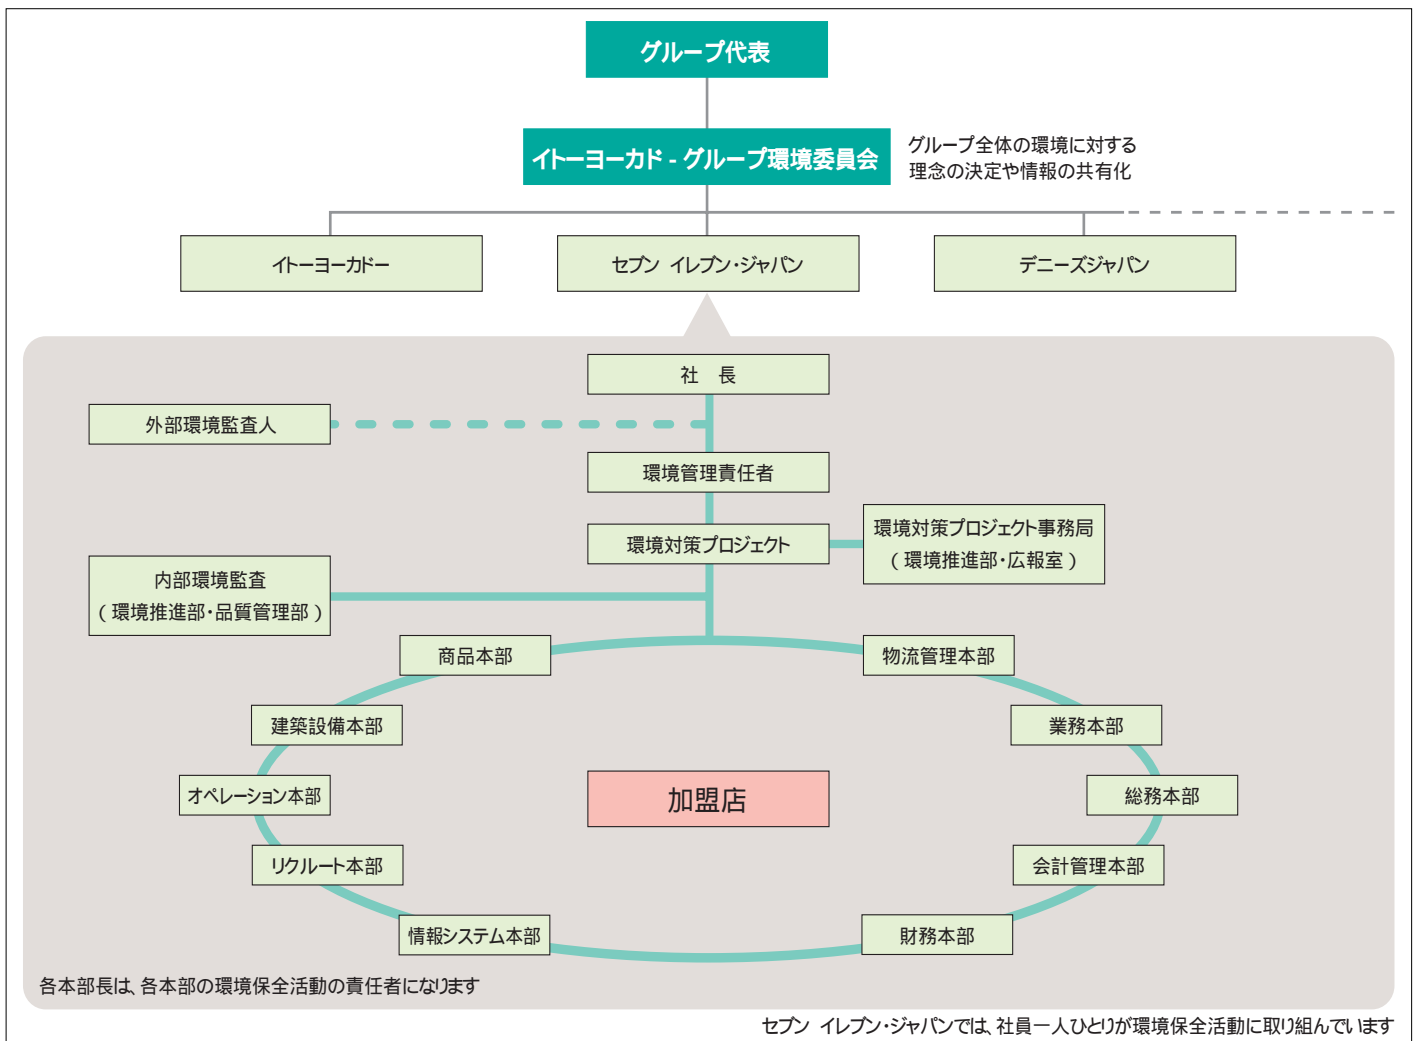 グループ代表
イトーヨーカド - グループ環境委員会
グループ全体の環境に対する
理念の決定や情報の共有化
イトーヨーカドー
セブン イレブン・ジャパン
デニーズジャパン
社 長
外部環境監査人
環境管理責任者
環境対策プロジェクト
環境対策プロジェクト事務局
(環境推進部・広報室)
内部環境監査
(環境推進部・品質管理部)
商品本部
物流管理本部
建築設備本部
業務本部
オペレーション本部
加盟店
総務本部
リクルート本部
会計管理本部
情報システム本部
財務本部
各本部長は、各本部の環境保全活動の責任者になります
セブン イレブン・ジャパンでは、社員一人ひとりが環境保全活動に取り組んでいます